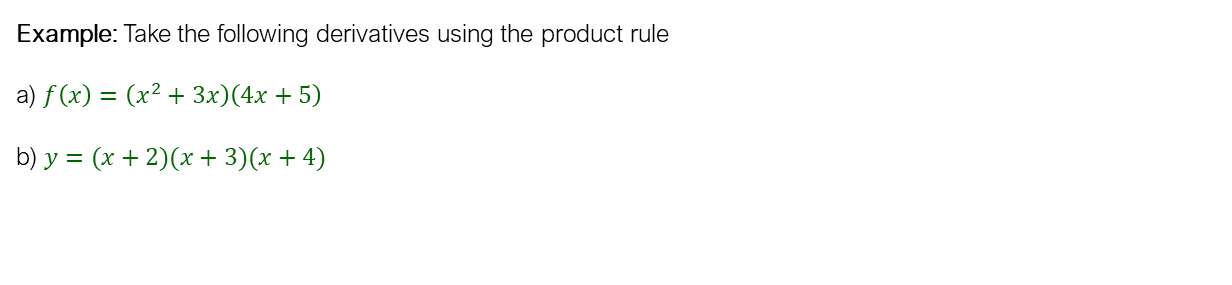 Example: Take the following derivatives using the product rule
a) f(x) = (x² + 3x)(4x + 5)
b) y = (x + 2)(x + 3)(x + 4)